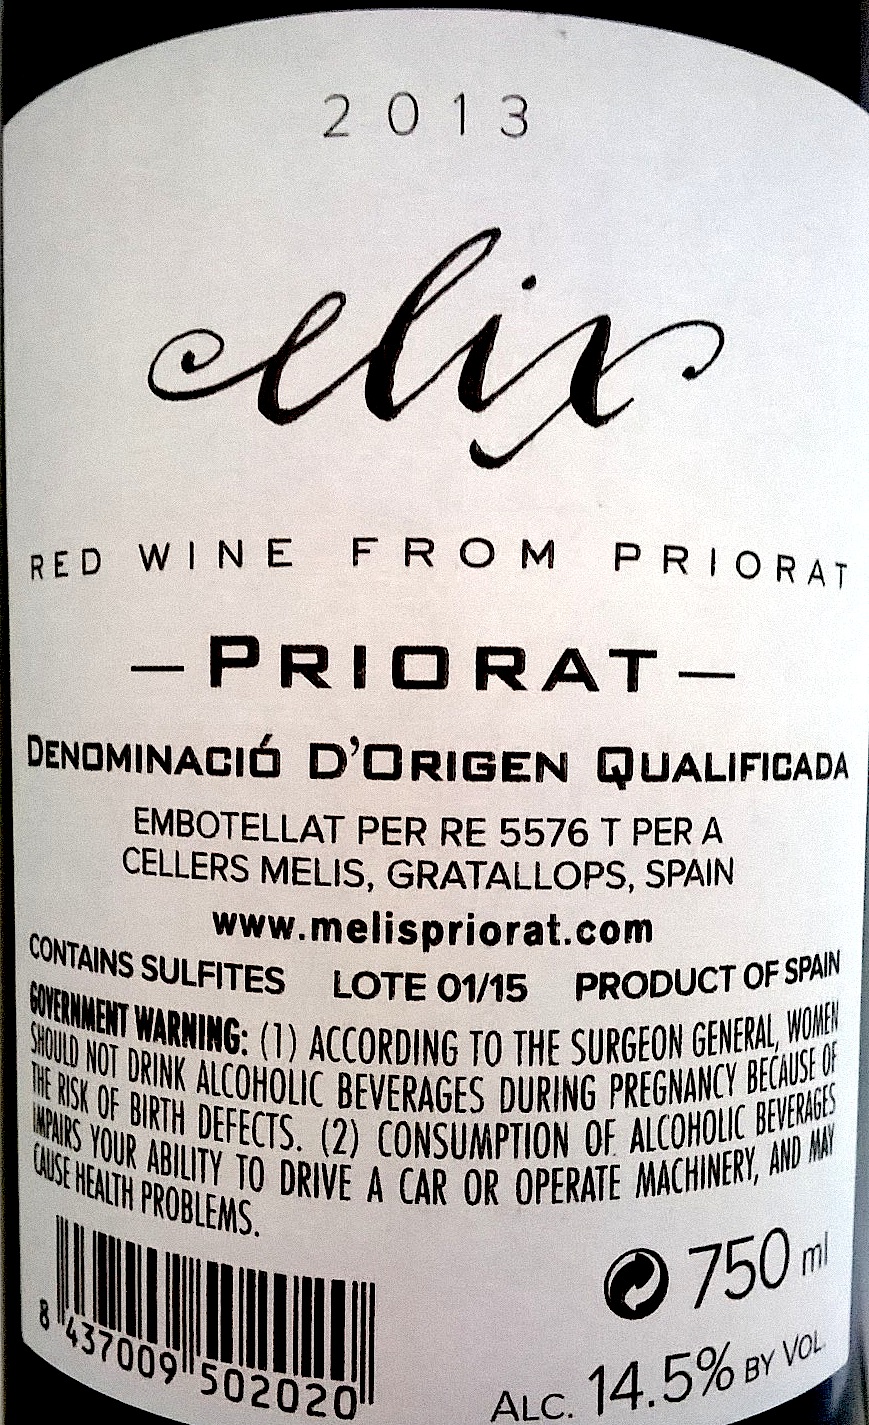 2013
elix
RED WINE FROM PRIORAT
—PRIORAT—
DENOMINACIÓ D'ORIGEN QUALIFICADA
EMBOTELLAT PER RE 5576 T PER A
CELLERS MELIS, GRATALLOPS, SPAIN
www.melispriorat.com
CONTAINS SULFITES LOTE 01/15 PRODUCT OF SPAIN
GOVERNMENT WARNING: (1) ACCORDING TO THE SURGEON GENERAL, WOMEN
SHOULD NOT DRINK ALCOHOLIC BEVERAGES DURING PREGNANCY BECAUSE OF
THE RISK OF BIRTH DEFECTS. (2) CONSUMPTION OF ALCOHOLIC BEVERAGES
IMPAIRS YOUR ABILITY TO DRIVE A CAR OR OPERATE MACHINERY, AND MAY
CAUSE HEALTH PROBLEMS.
750 ml
8 437009 502020
ALC. 14.5% BY VOL.